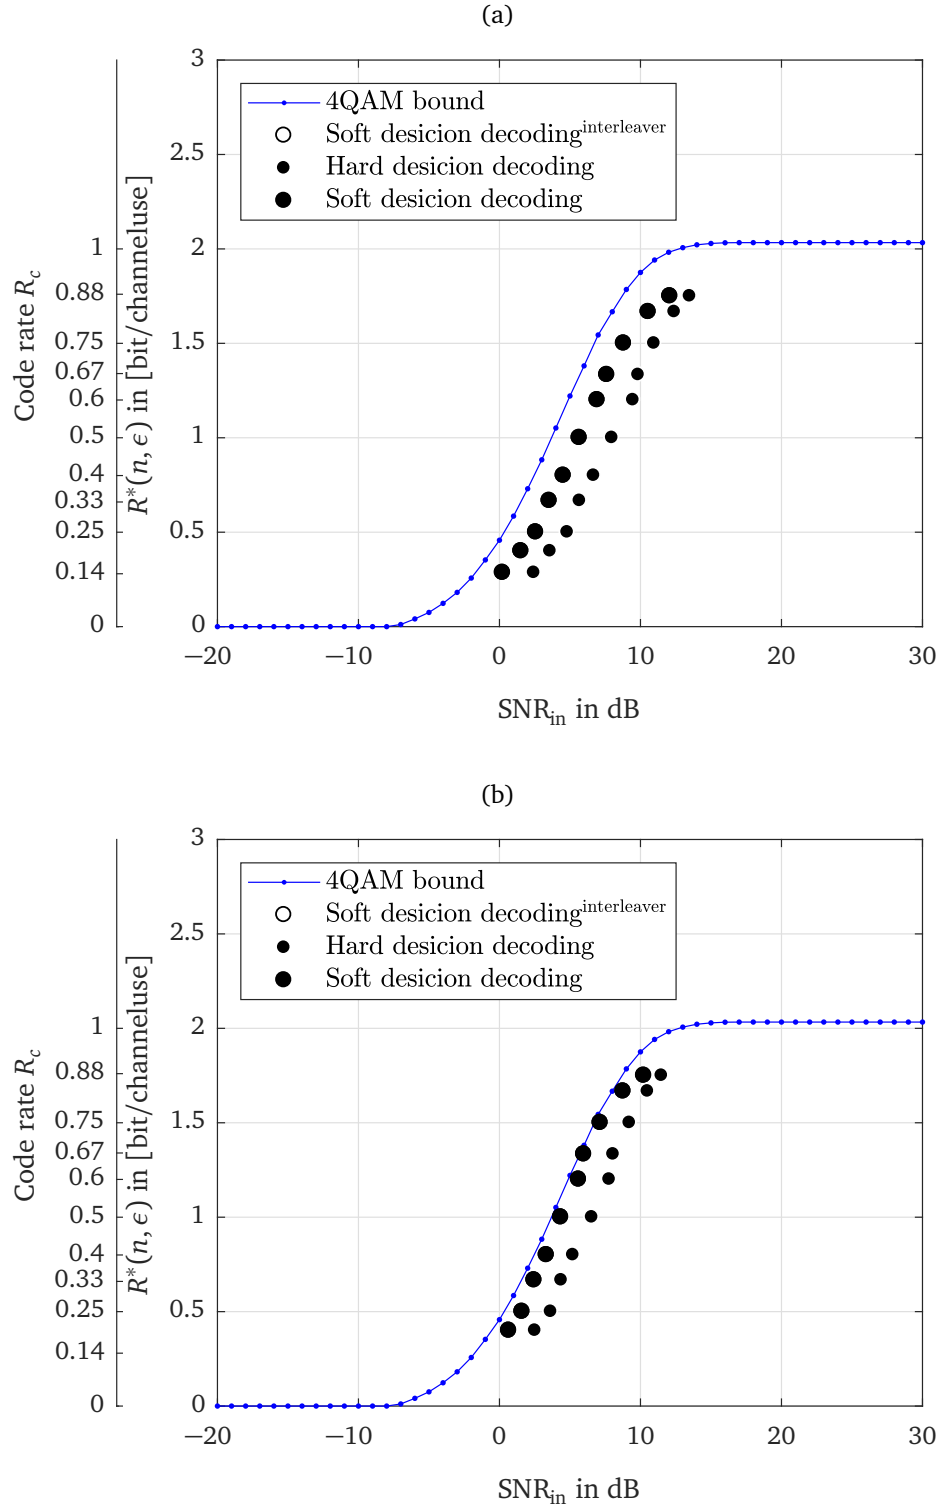 (a)
3
2.5
2
1.5
1
0.5
0
1
0.88
0.75
0.67
0.6
0.5
0.4
0.33
0.25
0.14
0
Code rate R_c
R*(n, ϵ) in [bit/channeluse]
4QAM bound
Soft desicion decoding^interleaver
Hard desicion decoding
Soft desicion decoding
−20 −10 0 10 20 30
SNR_in in dB
(b)
3
2.5
2
1.5
1
0.5
0
1
0.88
0.75
0.67
0.6
0.5
0.4
0.33
0.25
0.14
0
Code rate R_c
R*(n, ϵ) in [bit/channeluse]
4QAM bound
Soft desicion decoding^interleaver
Hard desicion decoding
Soft desicion decoding
−20 −10 0 10 20 30
SNR_in in dB